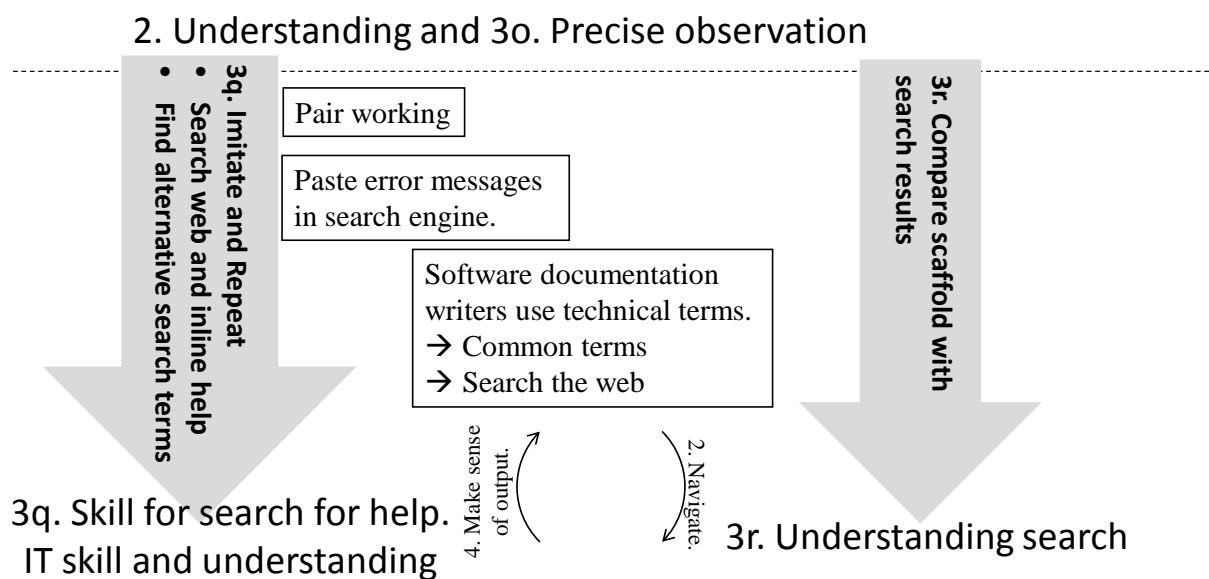 2. Understanding and 3o. Precise observation
3q. Imitate and Repeat
• Search web and inline help
• Find alternative search terms
Pair working
Paste error messages
in search engine.
Software documentation
writers use technical terms.
→ Common terms
→ Search the web
3r. Compare scaffold with
search results
4. Make sense
of output.
2. Navigate.
3q. Skill for search for help.
IT skill and understanding
3r. Understanding search